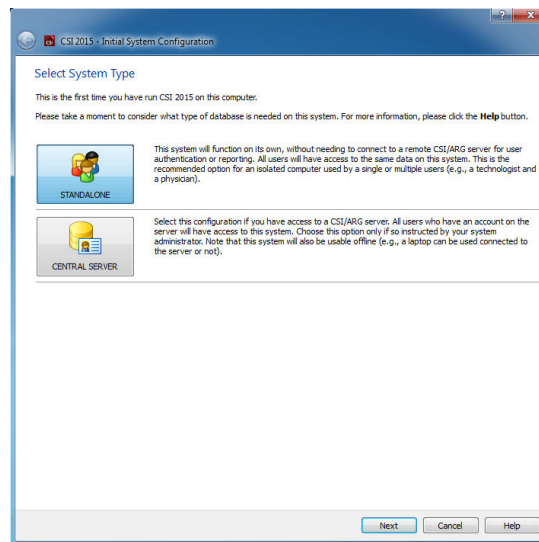 CSI 2015 - Initial System Configuration
Select System Type
This is the first time you have run CSI 2015 on this computer.
Please take a moment to consider what type of database is needed on this system. For more information, please click the Help button.
This system will function on its own, without needing to connect to a remote CSI/ARG server for user
authentication or reporting. All users will have access to the same data on this system. This is the
recommended option for an isolated computer used by a single or multiple users (e.g., a technologist and
a physician).
STANDALONE
Select this configuration if you have access to a CSI/ARG server. All users who have an account on the
server will have access to this system. Choose this option only if so instructed by your system
administrator. Note that this system will also be usable offline (e.g., a laptop can be used connected to
the server or not).
CENTRAL SERVER
Next Cancel Help